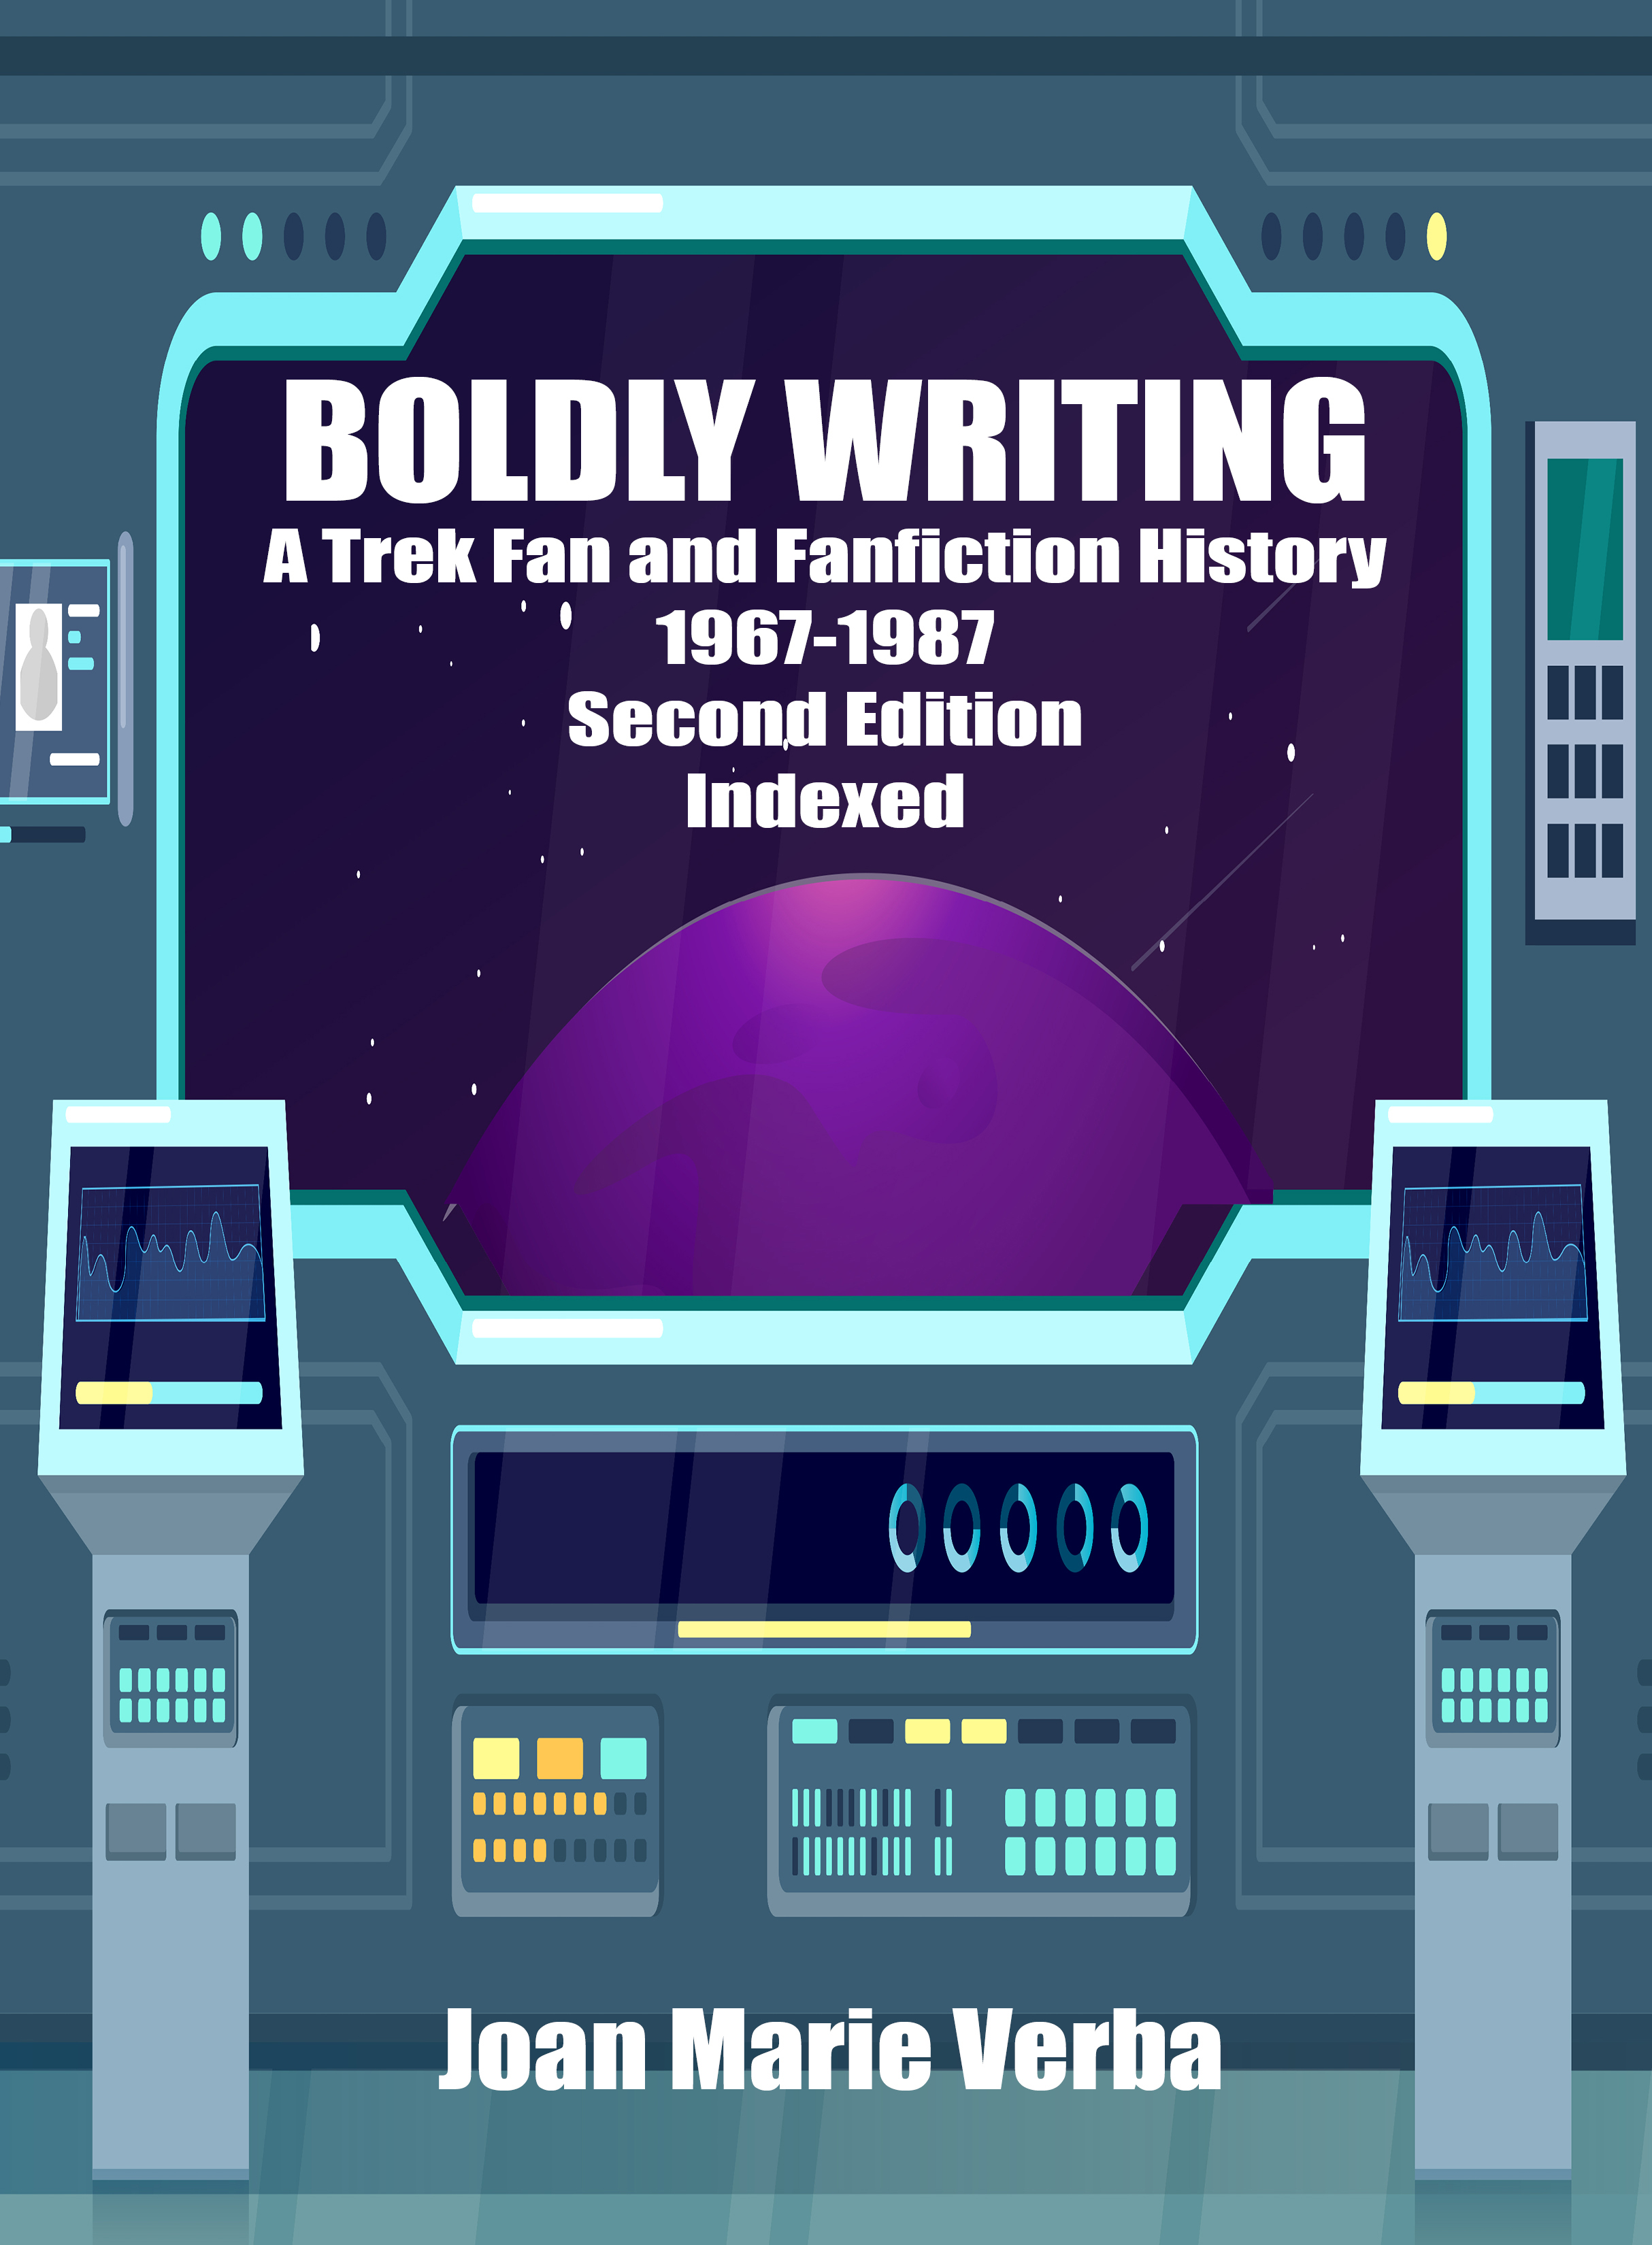 BOLDLY WRITING
A Trek Fan and Fanfiction History
1967-1987
Second Edition
Indexed
Joan Marie Verba